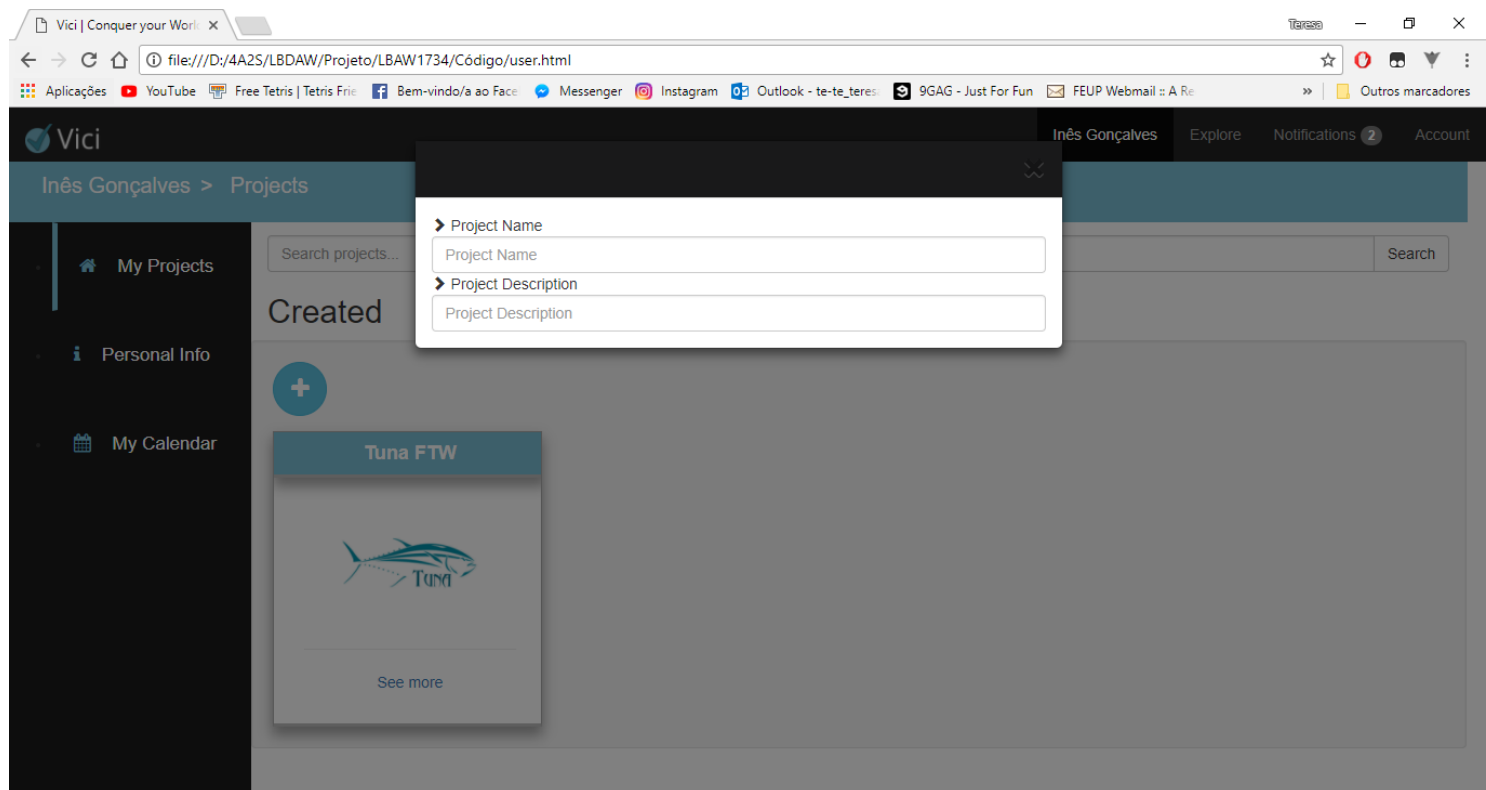 Vici | Conquer your Worl
Teresa
file:///D:/4A2S/LBDAW/Projeto/LBAW1734/Código/user.html
Aplicações YouTube Free Tetris | Tetris Frie Bem-vindo/a ao Face Messenger Instagram Outlook - te-te_teres 9GAG - Just For Fun FEUP Webmail :: A Re » Outros marcadores
Vici Inês Gonçalves Explore Notifications 2 Account
Inês Gonçalves > Projects
Project Name
Project Name
Project Description
Project Description
Search projects... Search
Created
My Projects
Personal Info
My Calendar
Tuna FTW
Tuna
See more